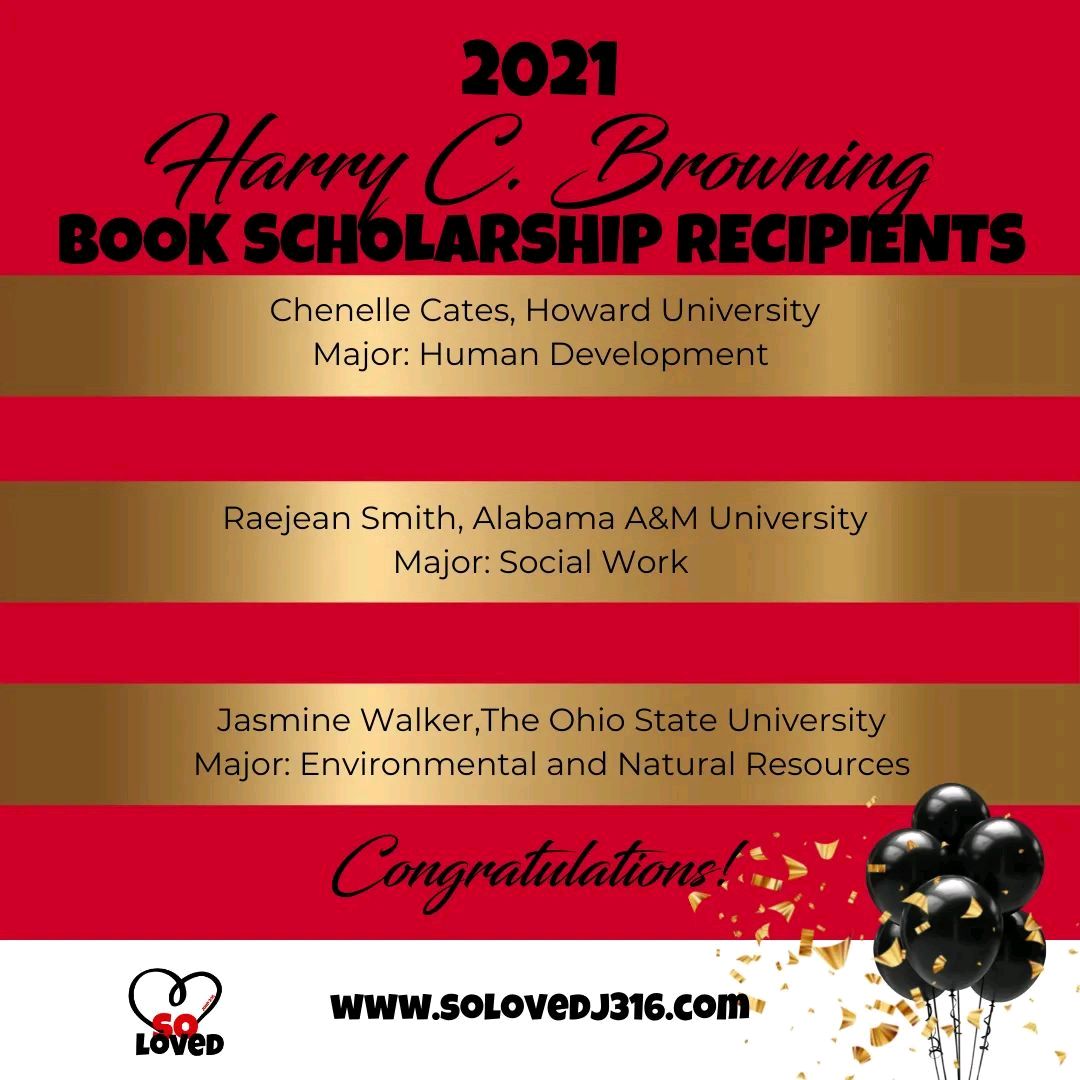 2021
Harry C. Browning
BOOK SCHOLARSHIP RECIPIENTS
Chenelle Cates, Howard University
Major: Human Development
Raejean Smith, Alabama A&M University
Major: Social Work
Jasmine Walker,The Ohio State University
Major: Environmental and Natural Resources
Congratulations!
SO
LOVED
www.soLoveDJ316.com